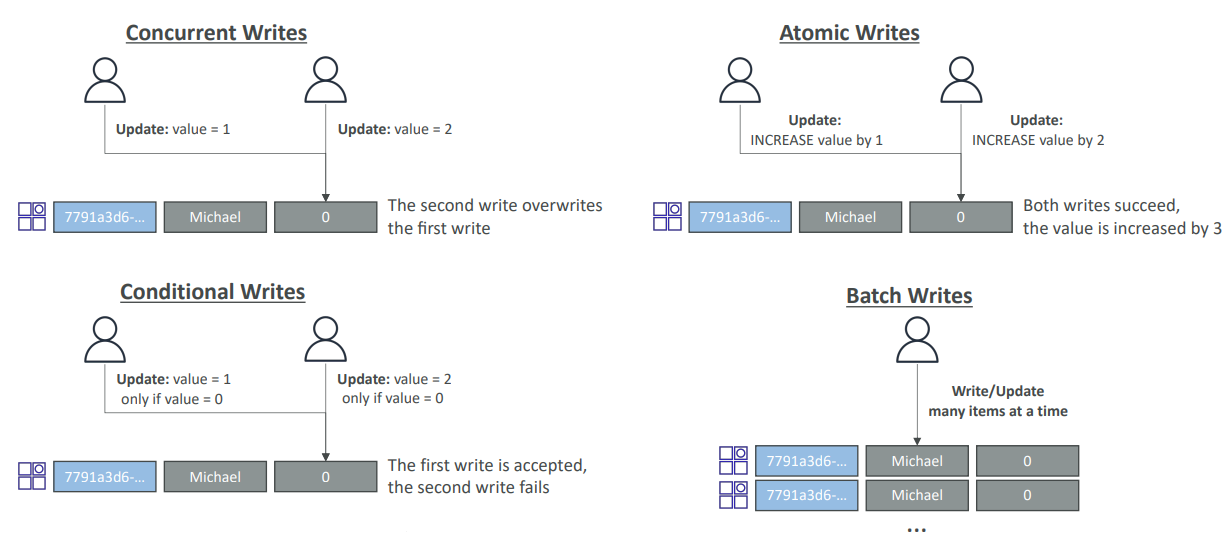 Concurrent Writes
Update: value = 1
Update: value = 2
7791a3d6-...
Michael
0
The second write overwrites
the first write
Atomic Writes
Update:
INCREASE value by 1
Update:
INCREASE value by 2
7791a3d6-...
Michael
0
Both writes succeed,
the value is increased by 3
Conditional Writes
Update: value = 1
only if value = 0
Update: value = 2
only if value = 0
7791a3d6-...
Michael
0
The first write is accepted,
the second write fails
Batch Writes
Write/Update
many items at a time
7791a3d6-...
Michael
0
7791a3d6-...
Michael
0
...